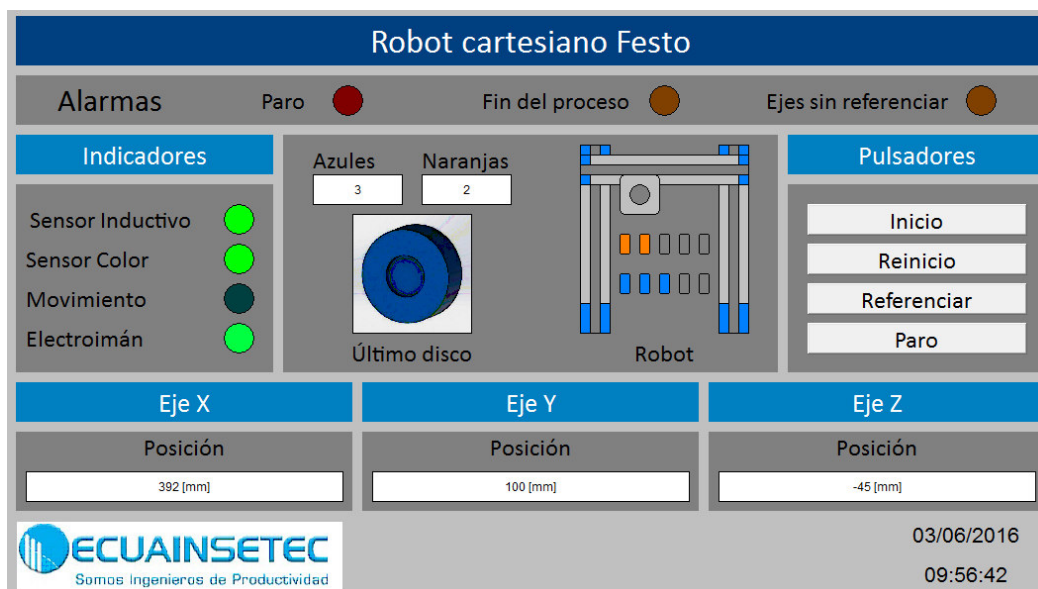 Robot cartesiano Festo
Alarmas
Paro
Fin del proceso
Ejes sin referenciar
Indicadores
Sensor Inductivo
Sensor Color
Movimiento
Electroimán
Azules
Naranjas
3
2
Último disco
Robot
Pulsadores
Inicio
Reinicio
Referenciar
Paro
Eje X
Eje Y
Eje Z
Posición
Posición
Posición
392 [mm]
100 [mm]
-45 [mm]
ECUAINSETEC
Somos Ingenieros de Productividad
03/06/2016
09:56:42